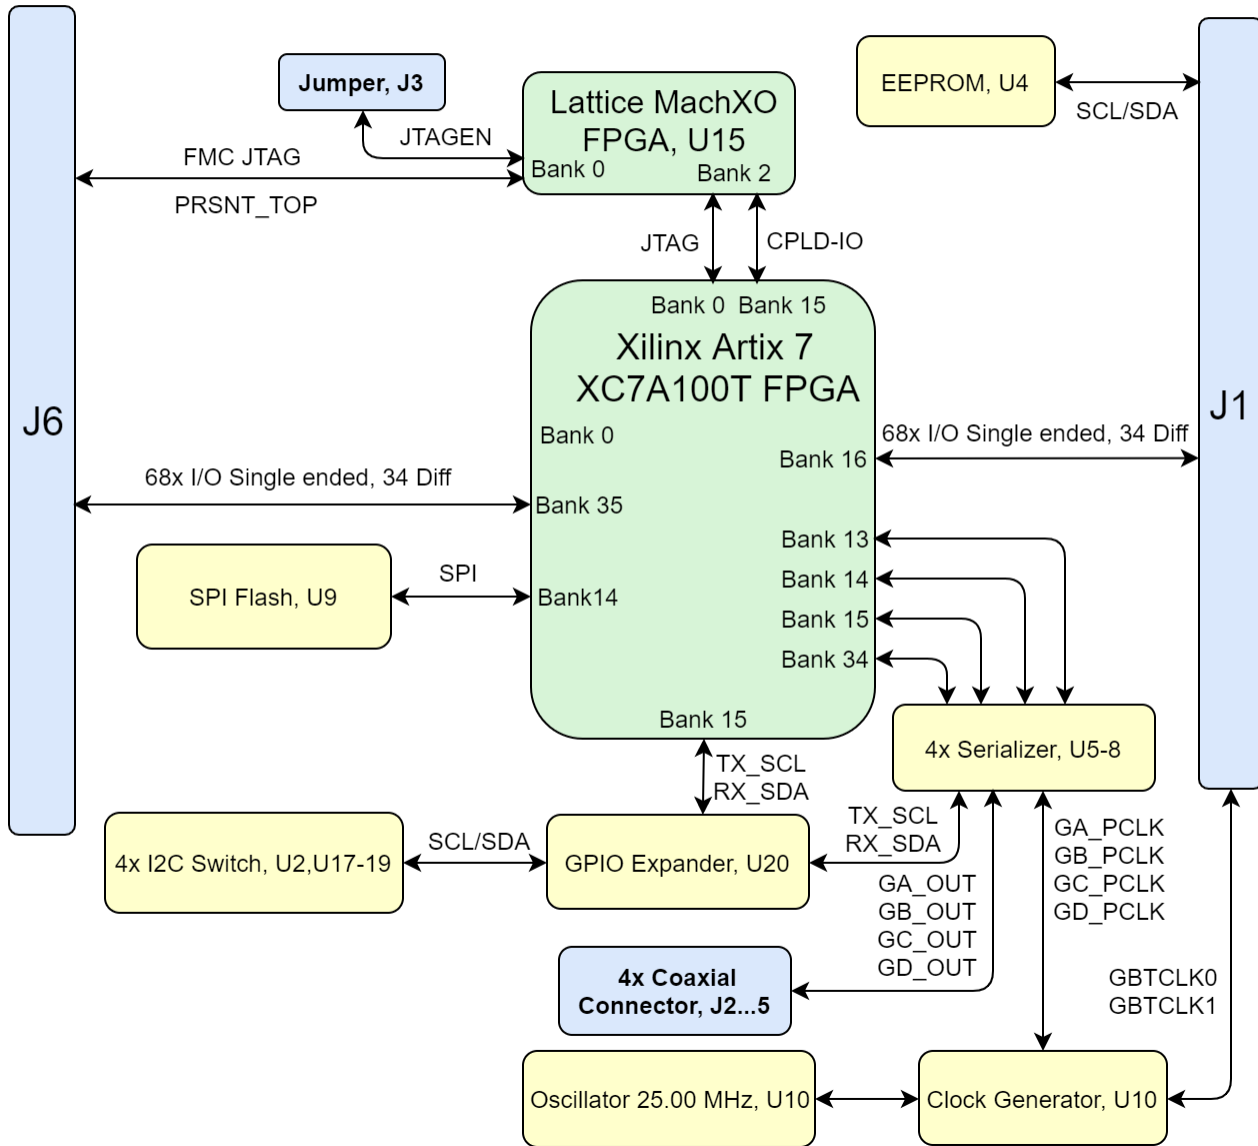 Jumper, J3
JTAGEN
FMC JTAG
PRSNT_TOP
Lattice MachXO
FPGA, U15
Bank 0
Bank 2
EEPROM, U4
SCL/SDA
JTAG
CPLD-IO
J6
J1
Bank 0
Bank 15
Xilinx Artix 7
XC7A100T FPGA
Bank 0
Bank 16
68x I/O Single ended, 34 Diff
68x I/O Single ended, 34 Diff
Bank 35
Bank 13
Bank 14
Bank 15
Bank 34
SPI Flash, U9
SPI
Bank14
Bank 15
4x Serializer, U5-8
TX_SCL
RX_SDA
4x I2C Switch, U2,U17-19
SCL/SDA
GPIO Expander, U20
TX_SCL
RX_SDA
GA_OUT
GB_OUT
GC_OUT
GD_OUT
GA_PCLK
GB_PCLK
GC_PCLK
GD_PCLK
4x Coaxial
Connector, J2...5
GBTCLK0
GBTCLK1
Oscillator 25.00 MHz, U10
Clock Generator, U10